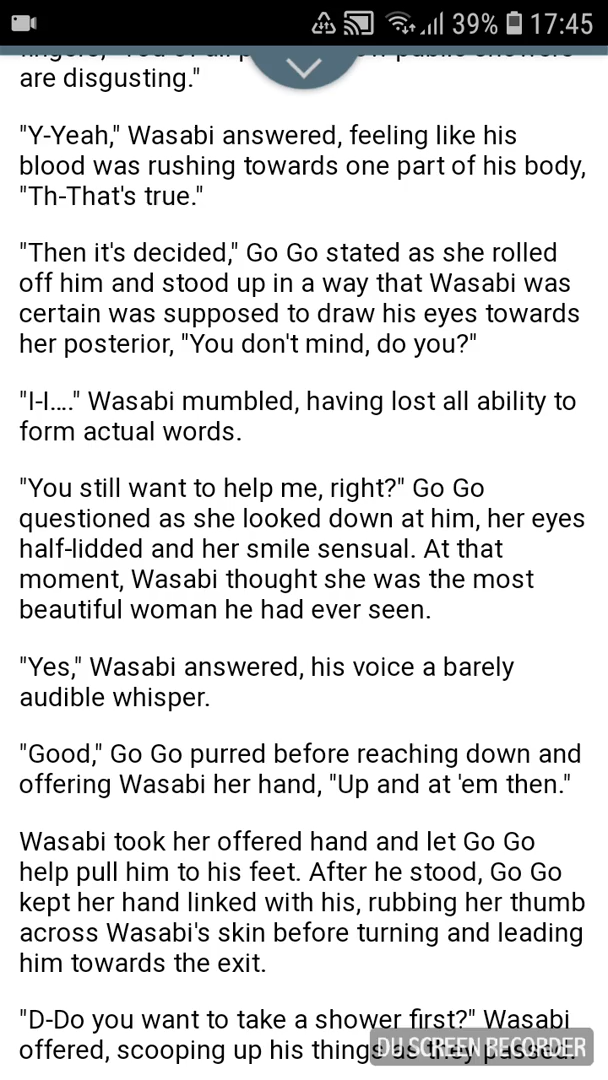 39% 17:45
are disgusting."
"Y-Yeah," Wasabi answered, feeling like his
blood was rushing towards one part of his body,
"Th-That's true."
"Then it's decided," Go Go stated as she rolled
off him and stood up in a way that Wasabi was
certain was supposed to draw his eyes towards
her posterior, "You don't mind, do you?"
"I-I...." Wasabi mumbled, having lost all ability to
form actual words.
"You still want to help me, right?" Go Go
questioned as she looked down at him, her eyes
half-lidded and her smile sensual. At that
moment, Wasabi thought she was the most
beautiful woman he had ever seen.
"Yes," Wasabi answered, his voice a barely
audible whisper.
"Good," Go Go purred before reaching down and
offering Wasabi her hand, "Up and at 'em then."
Wasabi took her offered hand and let Go Go
help pull him to his feet. After he stood, Go Go
kept her hand linked with his, rubbing her thumb
across Wasabi's skin before turning and leading
him towards the exit.
"D-Do you want to take a shower first?" Wasabi
offered, scooping up his things as they passed.
DU SCREEN RECORDER